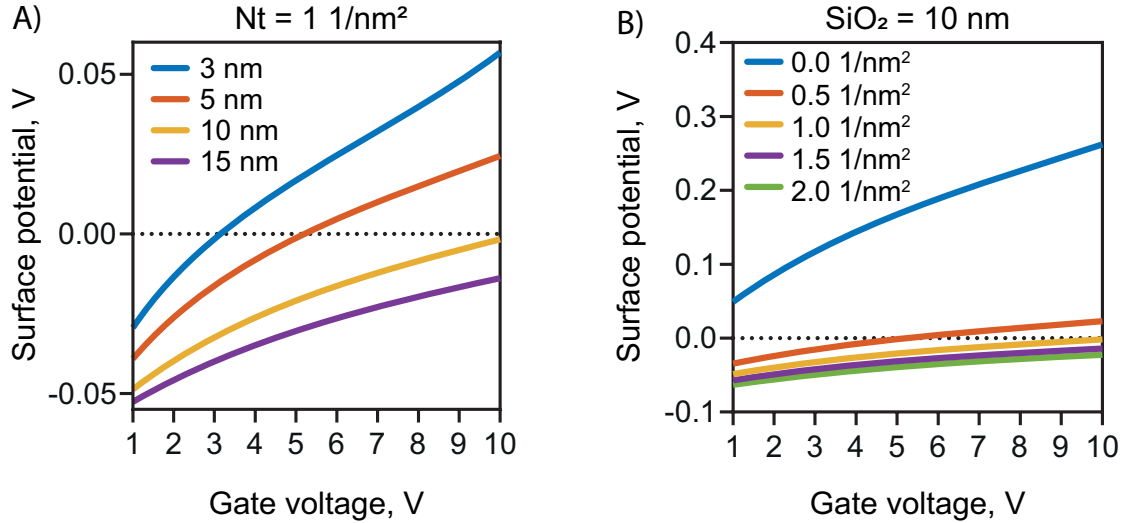 A)
Nt = 1 1/nm²
Surface potential, V
0.05
0.00
-0.05
3 nm
5 nm
10 nm
15 nm
1 2 3 4 5 6 7 8 9 10
Gate voltage, V
B)
SiO₂ = 10 nm
Surface potential, V
0.4
0.3
0.2
0.1
0.0
-0.1
0.0 1/nm²
0.5 1/nm²
1.0 1/nm²
1.5 1/nm²
2.0 1/nm²
1 2 3 4 5 6 7 8 9 10
Gate voltage, V